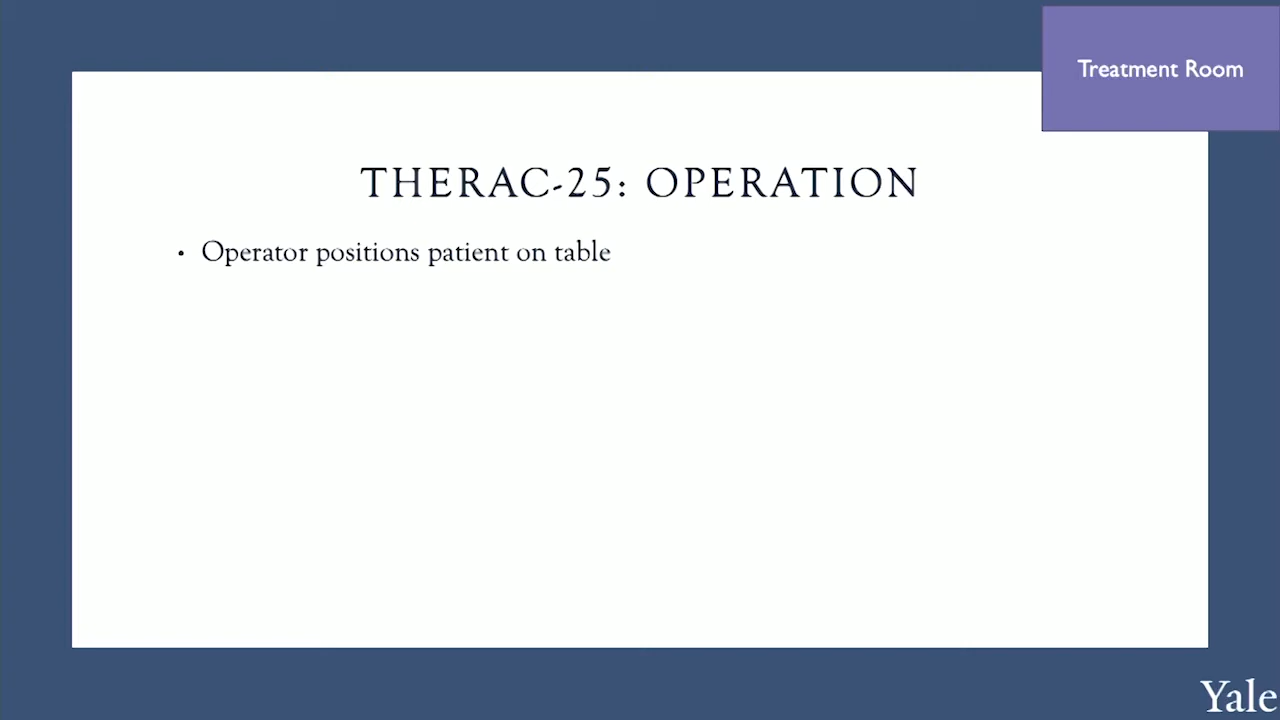 Treatment Room
THERAC-25: OPERATION
• Operator positions patient on table
Yale